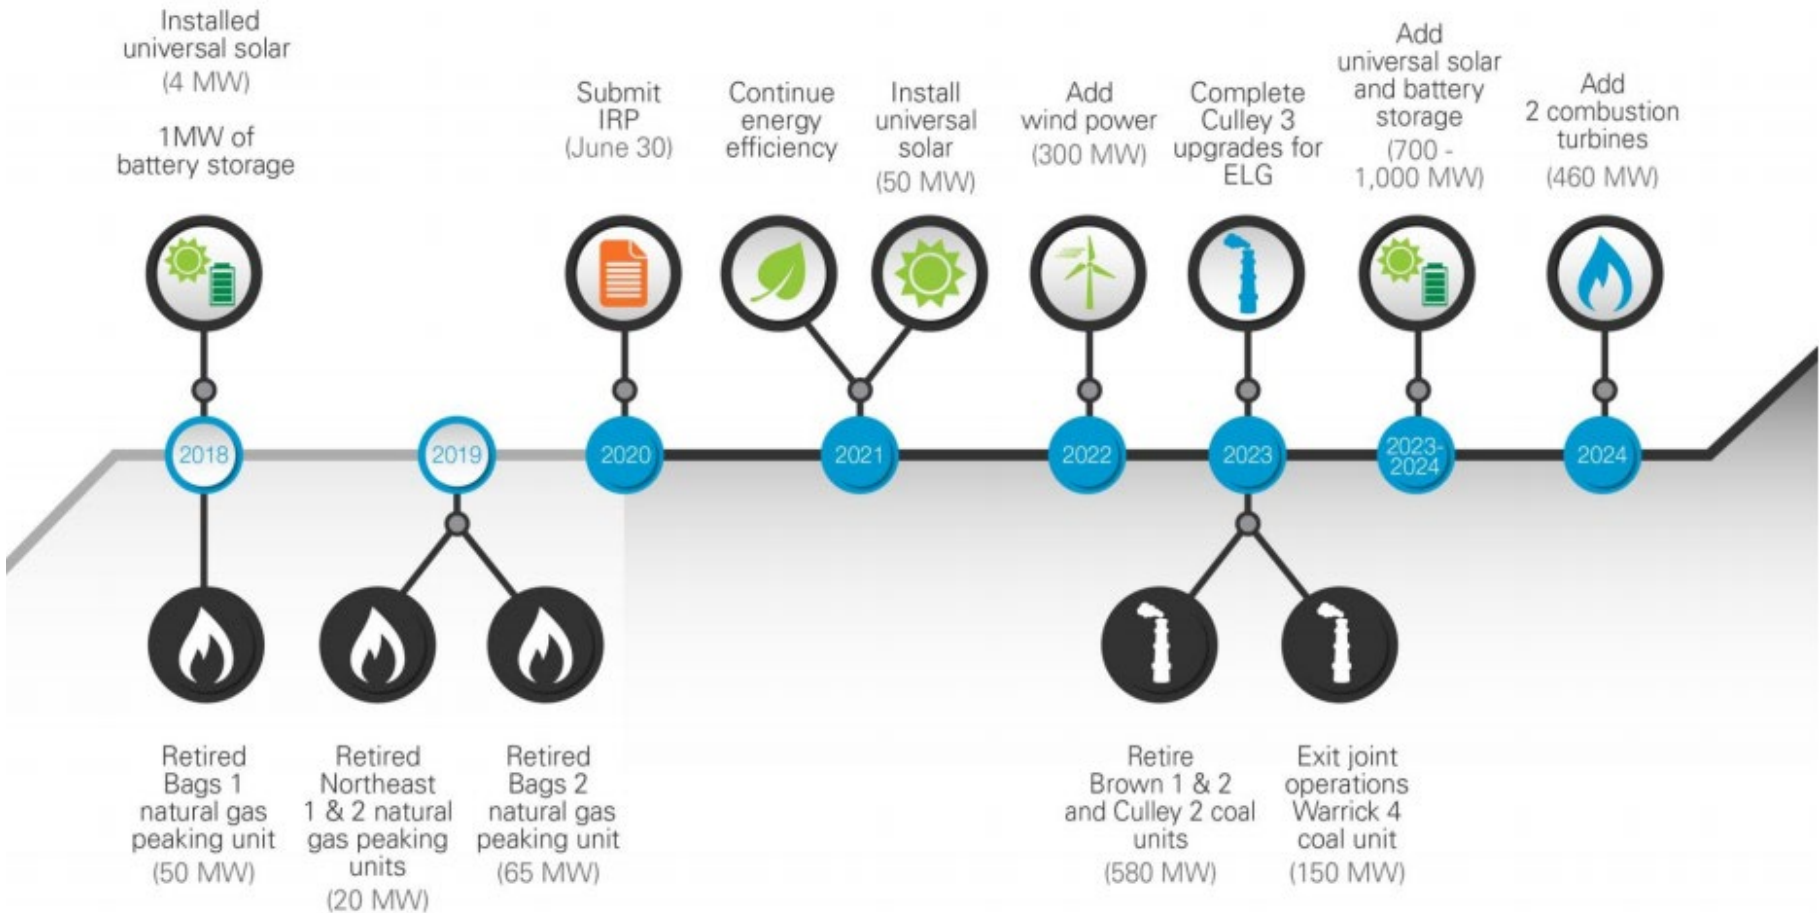 Installed
universal solar
(4 MW)
1MW of
battery storage
Submit
IRP
(June 30)
Continue
energy
efficiency
Install
universal
solar
(50 MW)
Add
wind power
(300 MW)
Complete
Culley 3
upgrades for
ELG
Add
universal solar
and battery
storage
(700 -
1,000 MW)
Add
2 combustion
turbines
(460 MW)
2018
2019
2020
2021
2022
2023
2023-
2024
2024
Retired
Bags 1
natural gas
peaking unit
(50 MW)
Retired
Northeast
1 & 2 natural
gas peaking
units
(20 MW)
Retired
Bags 2
natural gas
peaking unit
(65 MW)
Retire
Brown 1 & 2
and Culley 2 coal
units
(580 MW)
Exit joint
operations
Warrick 4
coal unit
(150 MW)